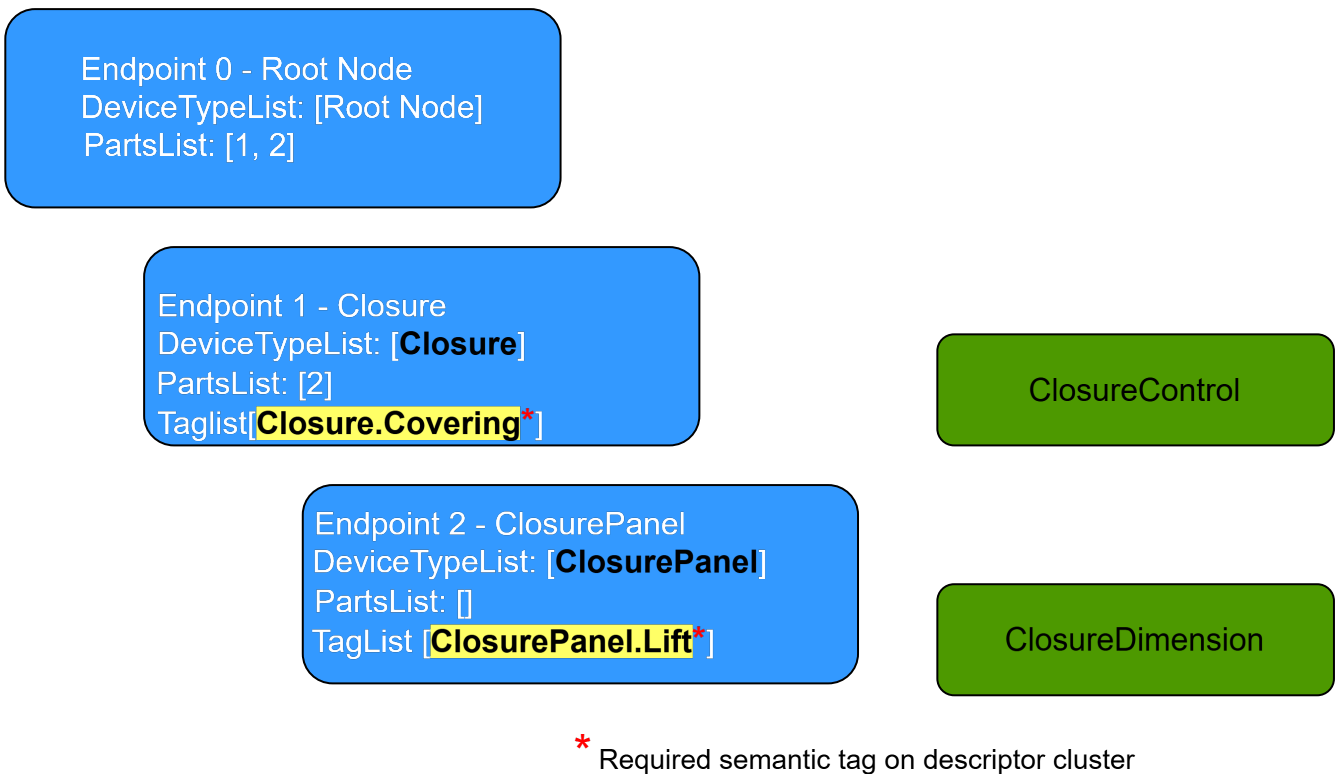 Endpoint 0 - Root Node
DeviceTypeList: [Root Node]
PartsList: [1, 2]
Endpoint 1 - Closure
DeviceTypeList: [Closure]
PartsList: [2]
Taglist[Closure.Covering*]
ClosureControl
Endpoint 2 - ClosurePanel
DeviceTypeList: [ClosurePanel]
PartsList: []
TagList [ClosurePanel.Lift*]
ClosureDimension
* Required semantic tag on descriptor cluster